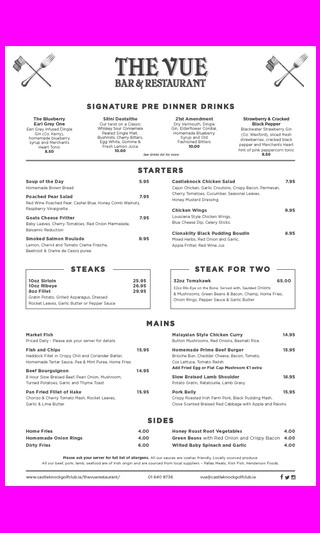 THE VUE
BAR & RESTAURANT
SIGNATURE PRE DINNER DRINKS
The Blueberry
Earl Grey One
Earl Grey Infused Dingle
Gin (Co. Kerry),
homemade blueberry
syrup and Merchants
Heart Tonic
8.50
Slitni Destaithe
Our twist on a Classic
Whiskey Sour Cinnamon
Peated Single Malt
Bushmills, Cherry Bitters,
Egg White, Gomme &
Fresh Lemon Juice
10.00
21st Amendment
Dry Vermouth, Dingle
Gin, Elderflower Cordial,
Homemade Blueberry
Syrup and Old
Fashioned Bitters
10.00
Strawberry & Cracked
Black Pepper
Blackwater Strawberry Gin
(Co. Wexford), sliced fresh
strawberries, cracked black
pepper and Merchants Heart
hint of pink peppercorn tonic
8.50
See drinks list for more
STARTERS
Soup of the Day 5.95
Homemade Brown Bread
Poached Pear Salad 7.95
Red Wine Poached Pear, Cashel Blue, Honey Comb Walnuts,
Raspberry Vinaigrette
Goats Cheese Fritter 7.95
Baby Leaves, Cherry Tomatoes, Red Onion Marmalade,
Balsamic Reduction
Smoked Salmon Roulade 8.95
Lemon, Chervil and Tomato Creme Fraiche,
Beetroot & Creme de Cassis puree
Castleknock Chicken Salad 7.95
Cajun Chicken, Garlic Croutons, Crispy Bacon, Parmesan,
Cherry Tomatoes, Cucumber, Seasonal Leaves,
Honey Mustard Dressing
Chicken Wings 8.95
Louisiana Style Chicken Wings,
Blue Cheese Dip, Celery Sticks
Clonakilty Black Pudding Boudin 8.95
Mixed Herbs, Red Onion and Garlic,
Apple Fritter, Red Wine Jus
STEAKS
10oz Sirloin 25.95
10oz Ribeye 26.95
8oz Fillet 29.95
Gratin Potato, Grilled Asparagus, Dressed
Rocket Leaves, Garlic Butter or Pepper Sauce
STEAK FOR TWO
32oz Tomahawk 65.00
32oz Rib-Eye on the Bone, Served with, Sauteed Onions
& Mushrooms, Green Beans & Bacon, Champ, Home Fries,
Onion Rings, Pepper Sauce & Garlic Butter
MAINS
Market Fish
Priced Daily - Please ask your server for details
Fish and Chips 15.95
Haddock Fillet in Crispy Chili and Coriander Batter,
Homemade Tartar Sauce, Pea & Mint Puree, Home Fries
Beef Bourguignon 14.95
8 Hour Slow Braised Beef, Pearl Onion, Mushroom,
Turned Potatoes, Garlic and Thyme Toast
Pan Fried Fillet of Hake 15.95
Chorizo & Cherry Tomato Mash, Rocket Leaves,
Garlic & Lime Butter
Malaysian Style Chicken Curry 14.95
Button Mushrooms, Red Onions, Basmati Rice
Homemade Prime Beef Burger 15.95
Brioche Bun, Cheddar Cheese, Bacon, Tomato,
Cos Lettuce, Tomato Relish, Home Fries
Add Fried Egg or Flat Cap Mushroom €1 extra
Slow Braised Lamb Shoulder 16.95
Potato Gratin, Ratatouille, Lamb Gravy
Pork Belly 15.95
Crispy Roasted Irish Farm Pork, Black Pudding Mash,
Clove Scented Braised Red Cabbage with Apple and Raisins
SIDES
Home Fries 4.00
Homemade Onion Rings 4.00
Dirty Fries 4.00
Honey Roast Root Vegetables 4.00
Green Beans with Red Onion and Crispy Bacon 4.00
Wilted Baby Spinach and Garlic 4.00
Please ask your server for full list of allergens. All our sauces are coeliac friendly. Locally sourced produce
All our beef, pork, lamb, seafood are of Irish origin and are sourced from local suppliers - Pallas Meats, Kish Fish, Henderson Foods
www.castleknockgolfclub.ie/thevuerestaurant/ 01 640 8736 vue@castleknockgolfclub.ie